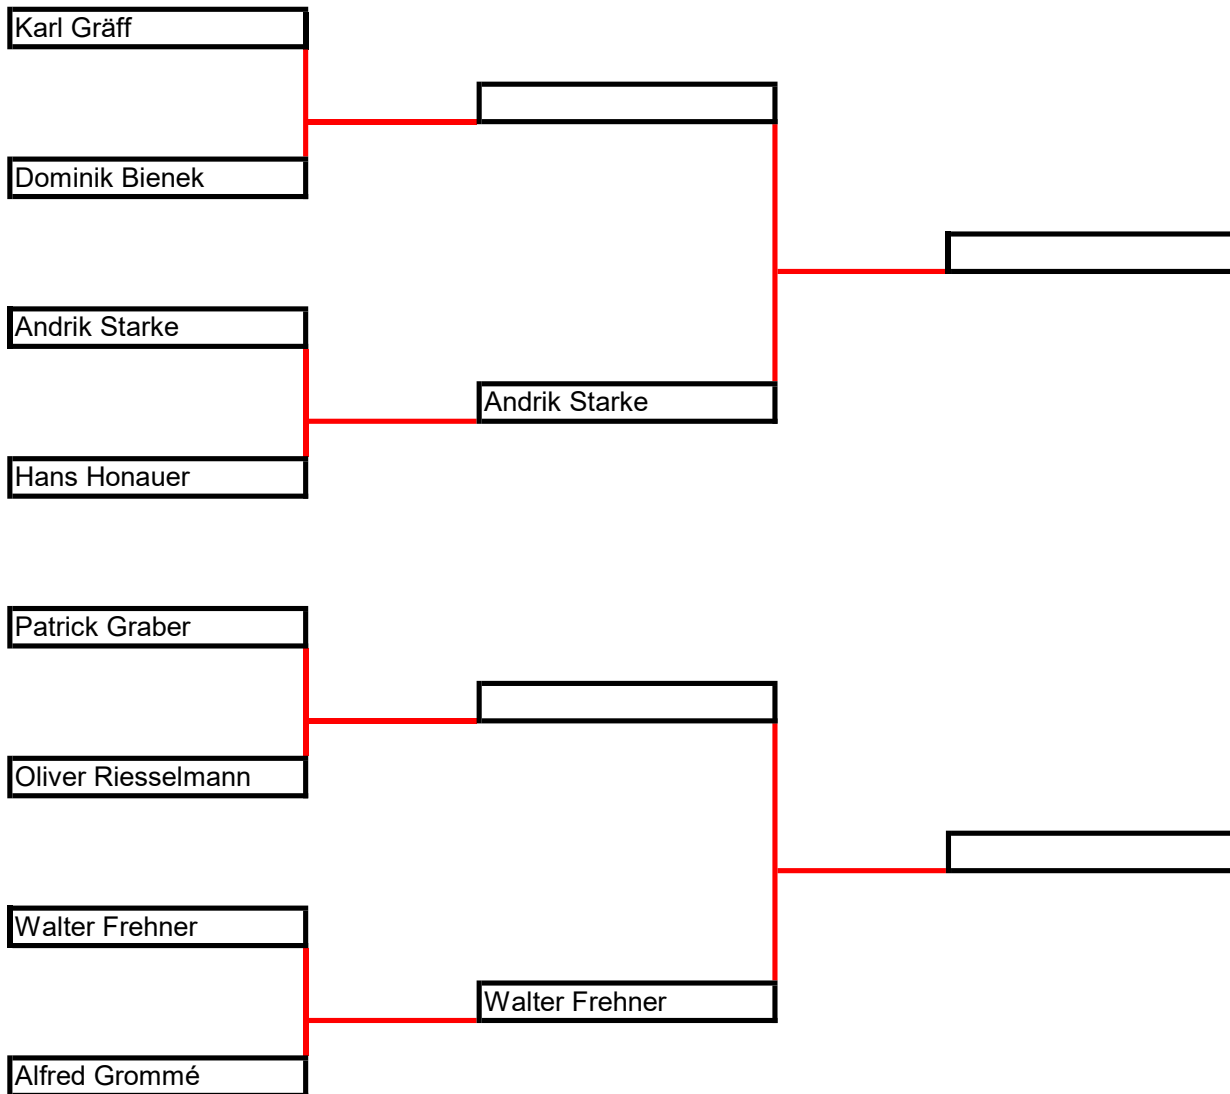 Karl Gräff
Dominik Bienek
Andrik Starke
Andrik Starke
Hans Honauer
Patrick Graber
Oliver Riesselmann
Walter Frehner
Walter Frehner
Alfred Grommé